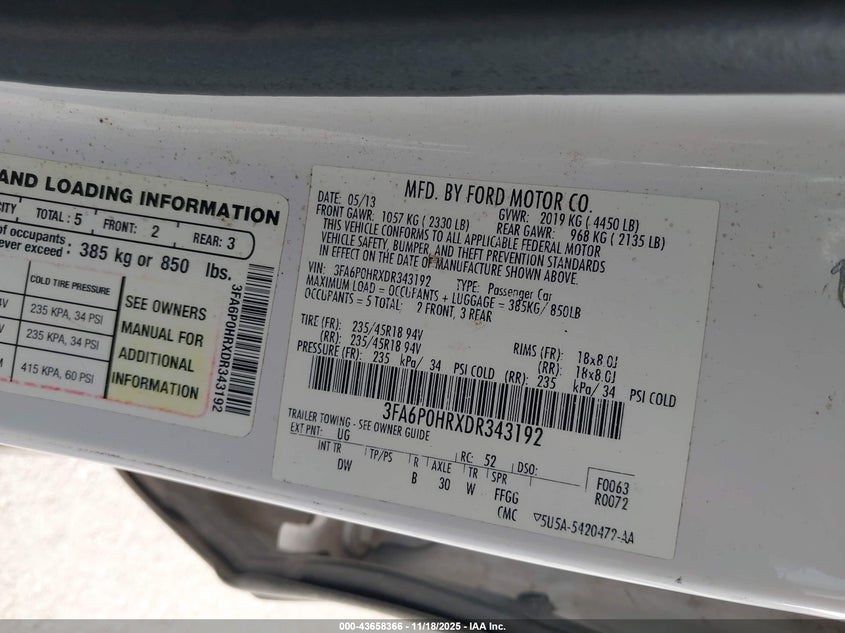 AND LOADING INFORMATION
CITY TOTAL: 5 FRONT: 2 REAR: 3
of occupants
ever exceed: 385 kg or 850 lbs.
COLD TIRE PRESSURE
4V 235 KPA, 34 PSI
V 235 KPA, 34 PSI
M 415 KPA, 60 PSI
SEE OWNERS
MANUAL FOR
ADDITIONAL
INFORMATION
3FA6P0HRXDR343192
MFD. BY FORD MOTOR CO.
DATE: 05/13 GVWR: 2019 KG ( 4450 LB)
FRONT GAWR: 1057 KG ( 2330 LB) REAR GAWR: 968 KG ( 2135 LB)
THIS VEHICLE CONFORMS TO ALL APPLICABLE FEDERAL MOTOR
VEHICLE SAFETY, BUMPER, AND THEFT PREVENTION STANDARDS
IN EFFECT ON THE DATE OF MANUFACTURE SHOWN ABOVE.
VIN: 3FA6P0HRXDR343192 TYPE: Passenger Car
MAXIMUM LOAD = OCCUPANTS + LUGGAGE = 385KG/ 850LB
OCCUPANTS = 5 TOTAL: 2 FRONT, 3 REAR
TIRE (FR): 235/45R18 94V RIMS (FR): 18x8.0J
(RR): 235/45R18 94V (RR): 18x8.0J
PRESSURE (FR): 235 kPa/ 34 PSI COLD (RR): 235 kPa/ 34 PSI COLD
3FA6P0HRXDR343192
TRAILER TOWING - SEE OWNER GUIDE
EXT PNT: UG RC: 52 DSO:
INT TR TP/PS R AXLE TR SPR F0063
DW B 30 W FFGG R0072
CMC ▽5U5A-5420472-AA
000-43658366 - 11/18/2025 - IAA Inc.